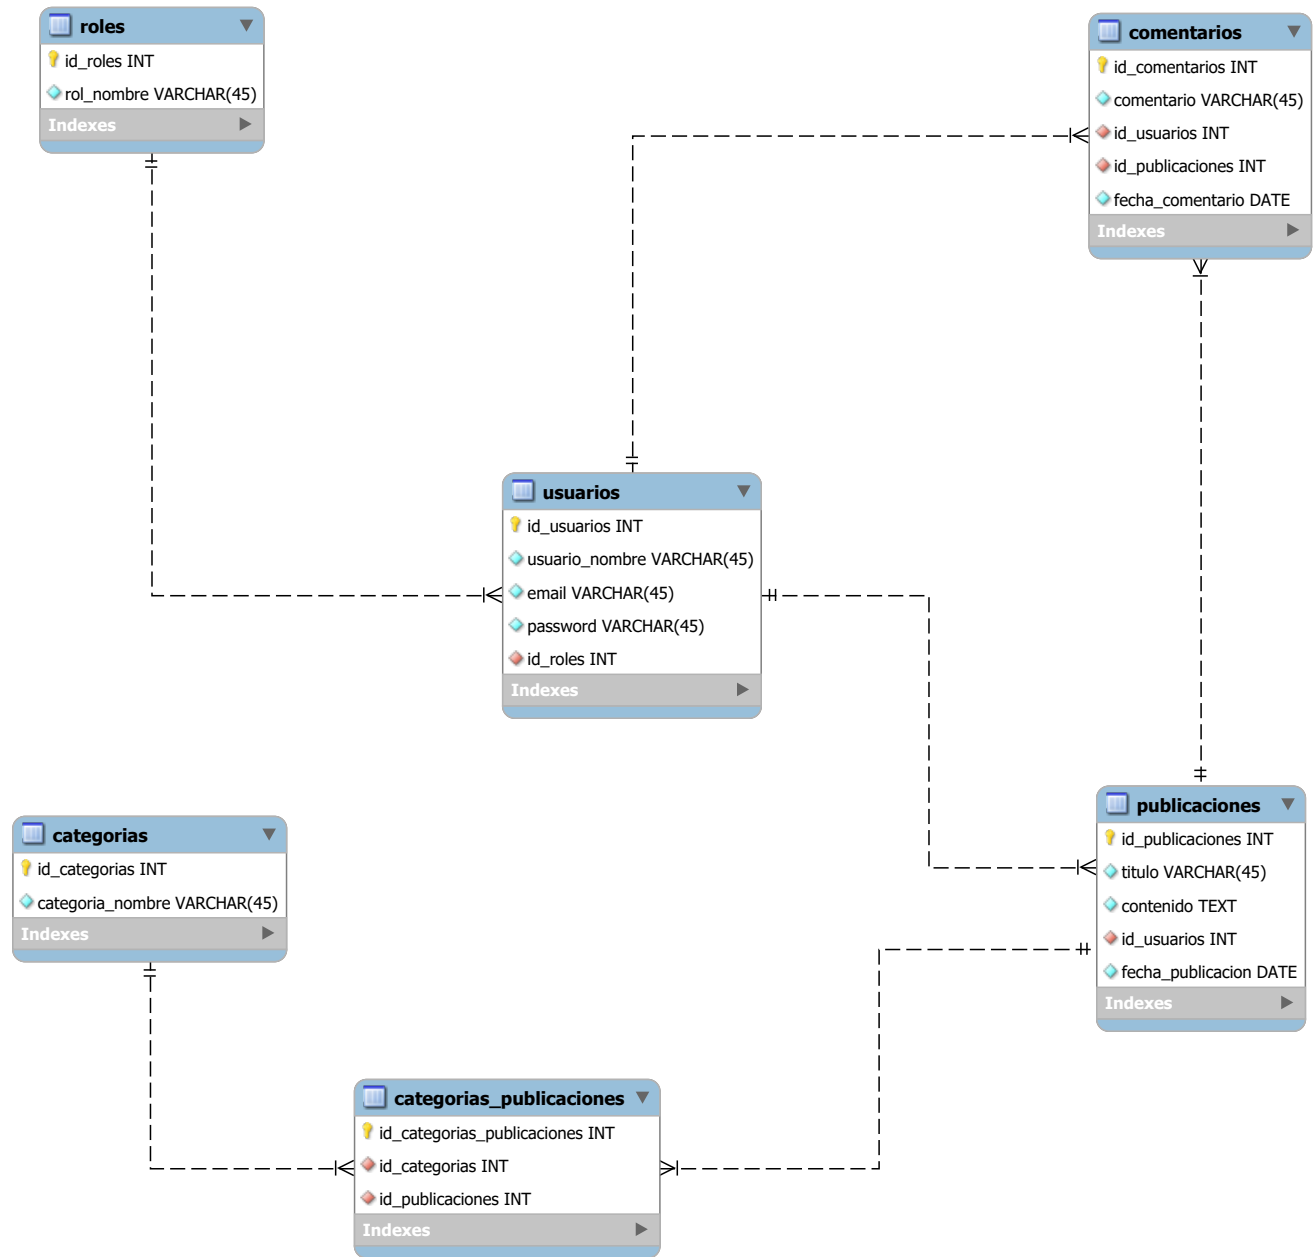 roles
id_roles INT
rol_nombre VARCHAR(45)
Indexes
comentarios
id_comentarios INT
comentario VARCHAR(45)
id_usuarios INT
id_publicaciones INT
fecha_comentario DATE
Indexes
usuarios
id_usuarios INT
usuario_nombre VARCHAR(45)
email VARCHAR(45)
password VARCHAR(45)
id_roles INT
Indexes
publicaciones
id_publicaciones INT
titulo VARCHAR(45)
contenido TEXT
id_usuarios INT
fecha_publicacion DATE
Indexes
categorias
id_categorias INT
categoria_nombre VARCHAR(45)
Indexes
categorias_publicaciones
id_categorias_publicaciones INT
id_categorias INT
id_publicaciones INT
Indexes